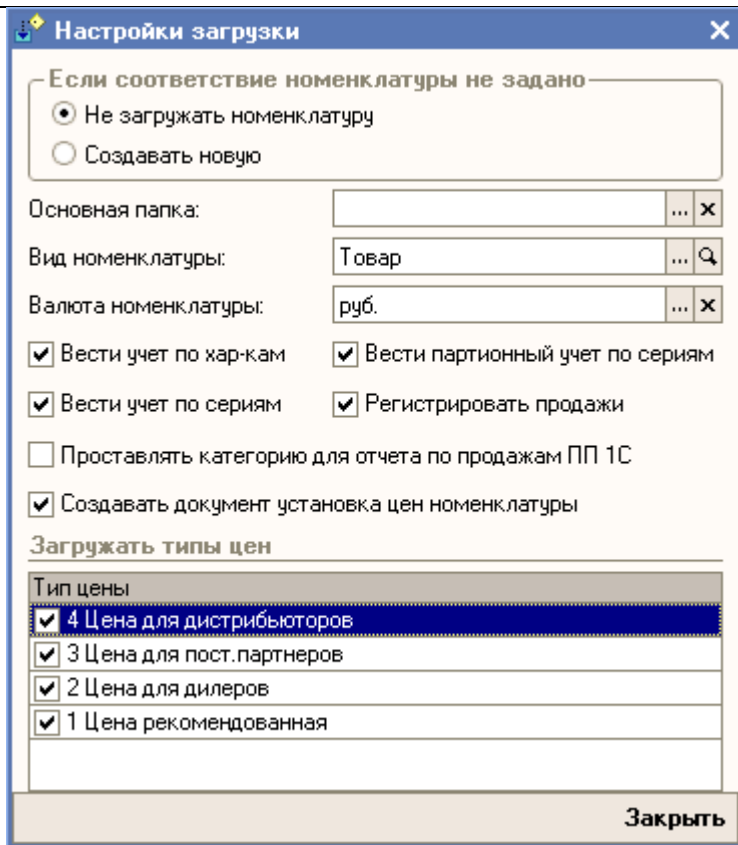 Настройки загрузки
Если соответствие номенклатуры не задано
Не загружать номенклатуру
Создавать новую
Основная папка: ...
Вид номенклатуры: Товар ...
Валюта номенклатуры: руб. ...
Вести учет по хар-кам Вести партионный учет по сериям
Вести учет по сериям Регистрировать продажи
Проставлять категорию для отчета по продажам ПП 1С
Создавать документ установка цен номенклатуры
Загружать типы цен
Тип цены
4 Цена для дистрибьюторов
3 Цена для пост.партнеров
2 Цена для дилеров
1 Цена рекомендованная
Закрыть